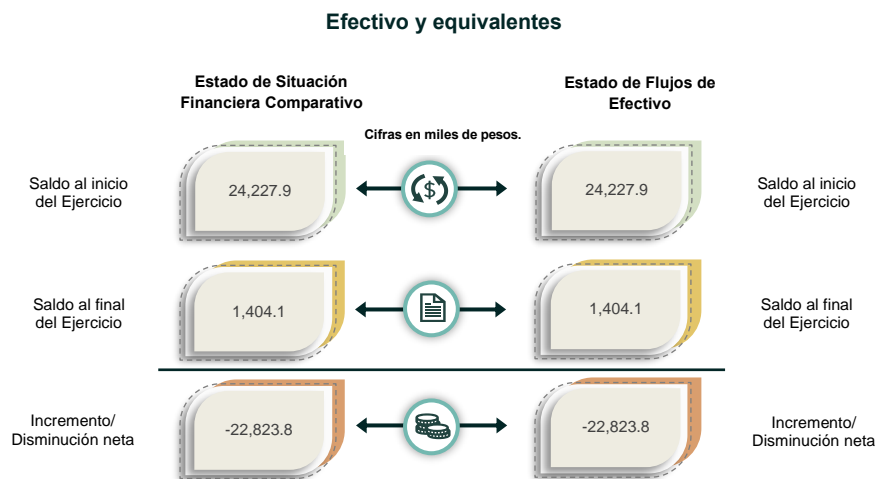 Efectivo y equivalentes
Estado de Situación
Financiera Comparativo
Estado de Flujos de
Efectivo
Cifras en miles de pesos.
Saldo al inicio
del Ejercicio
24,227.9
$
24,227.9
Saldo al inicio
del Ejercicio
Saldo al final
del Ejercicio
1,404.1
1,404.1
Saldo al final
del Ejercicio
Incremento/
Disminución neta
-22,823.8
-22,823.8
Incremento/
Disminución neta